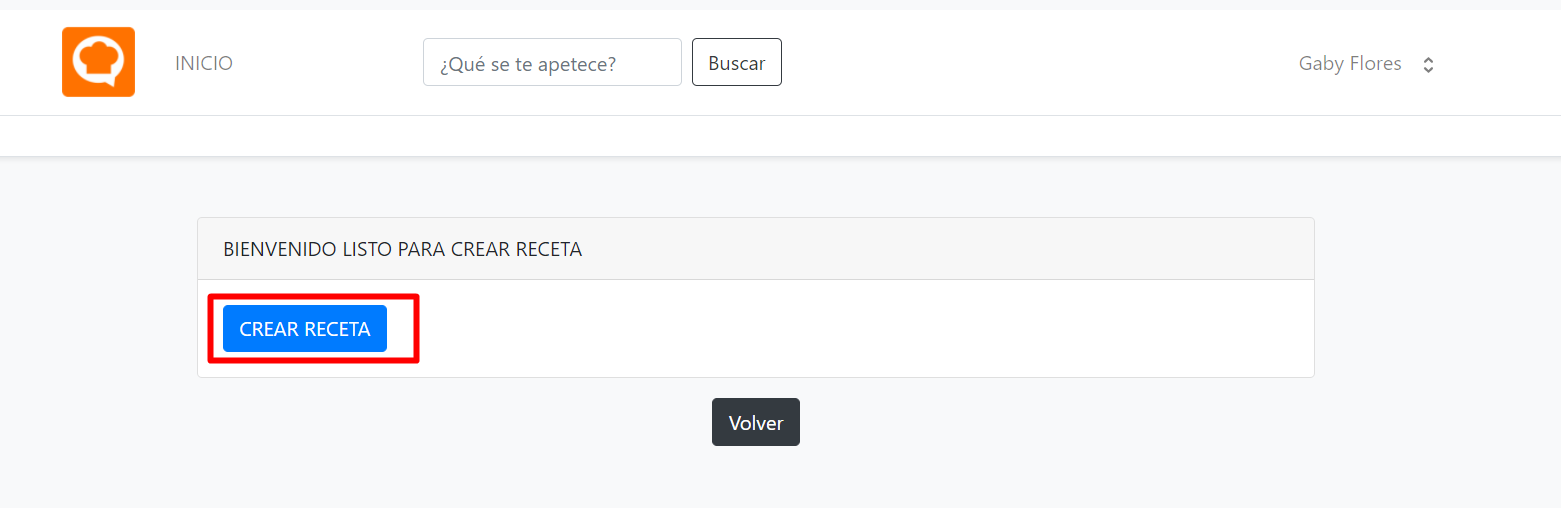 INICIO
¿Qué se te apetece?
Buscar
Gaby Flores
BIENVENIDO LISTO PARA CREAR RECETA
CREAR RECETA
Volver